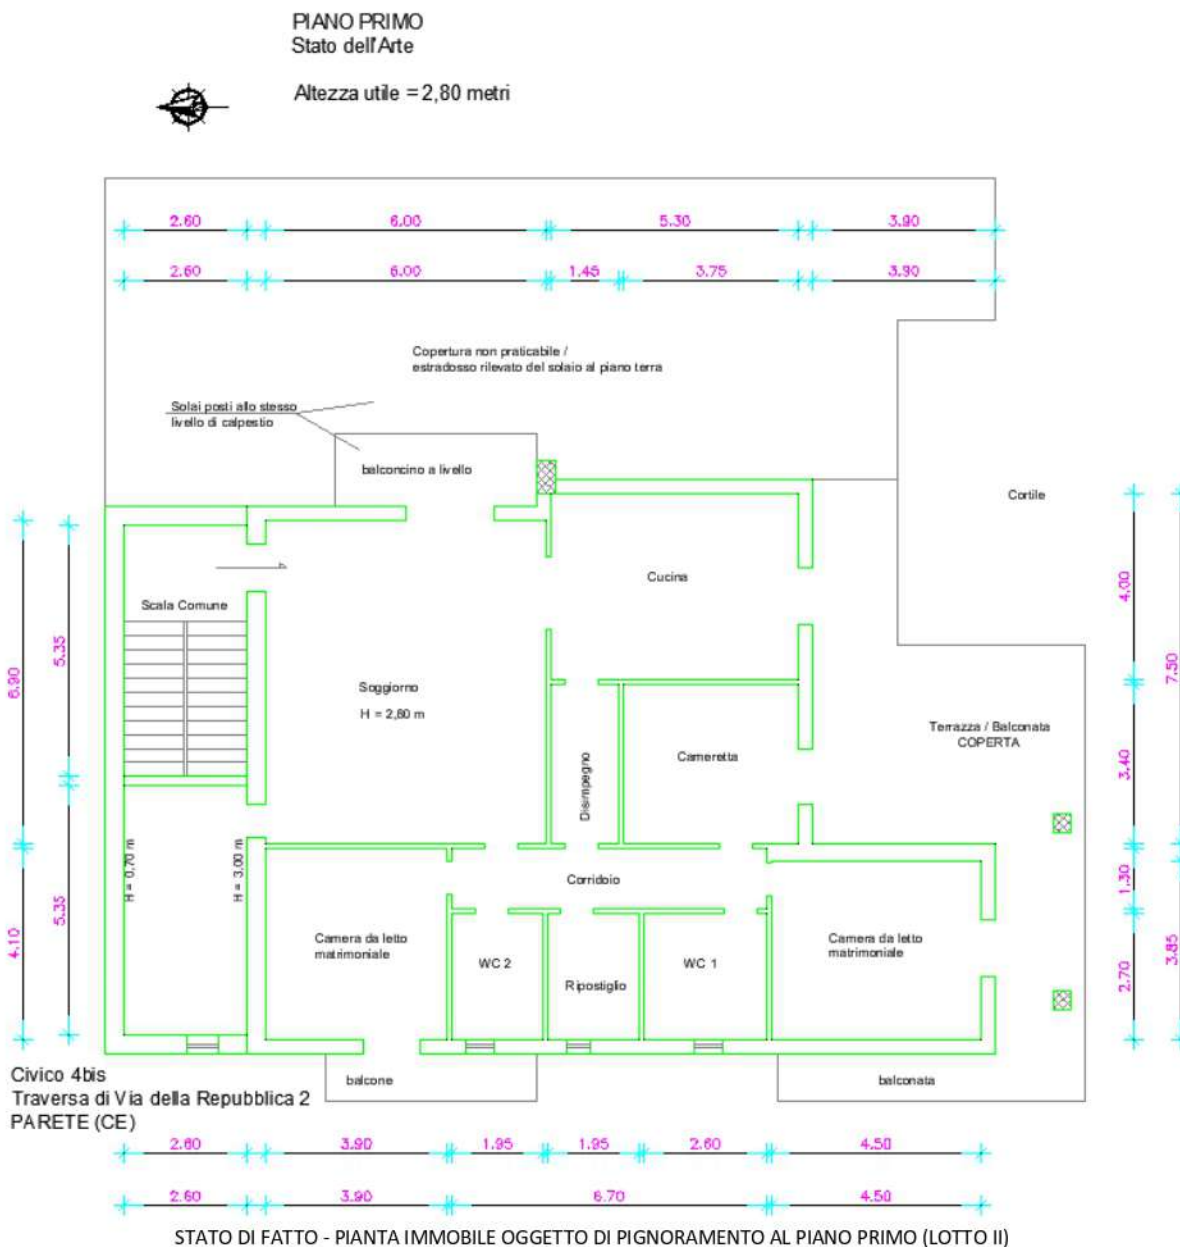 PIANO PRIMO
Stato dell'Arte
Altezza utile = 2,80 metri
2.60 6.00 5.30 3.90
2.60 6.00 1.45 3.75 3.90
Copertura non praticabile /
estradosso rilevato del solaio al piano terra
Solai posti allo stesso
livello di calpestio
balconcino a livello
Cortile
Cucina
Scala Comune
4.00
5.35
6.90
7.50
Soggiorno
H = 2,80 m
Terrazza / Balconata
COPERTA
Cameretta
Disimpegno
3.40
H = 0,70 m
H = 3,00 m
Corridoio
1.30
5.35
4.10
Camera da letto
matrimoniale
WC 2
Ripostiglio
WC 1
Camera da letto
matrimoniale
2.70
3.85
Civico 4bis
Traversa di Via della Repubblica 2
PARETE (CE)
balcone
balconata
2.60 3.90 1.95 1.95 2.60 4.50
2.60 3.90 6.70 4.50
STATO DI FATTO - PIANTA IMMOBILE OGGETTO DI PIGNORAMENTO AL PIANO PRIMO (LOTTO II)